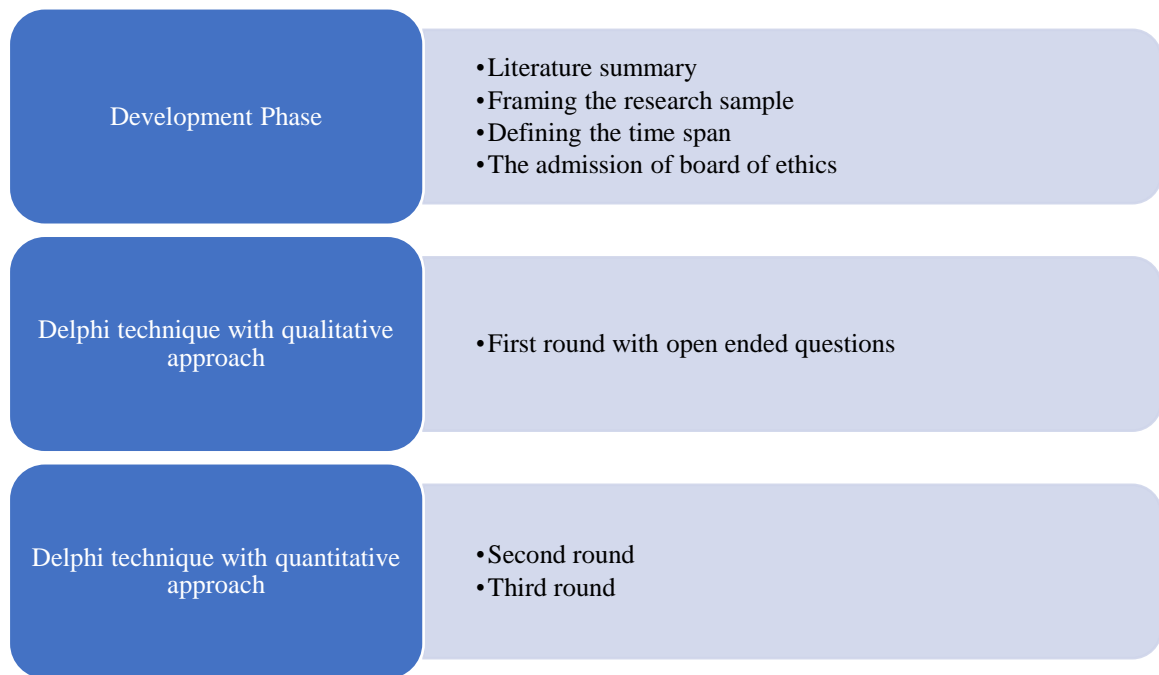 Development Phase
•Literature summary
•Framing the research sample
•Defining the time span
•The admission of board of ethics
Delphi technique with qualitative
approach
•First round with open ended questions
Delphi technique with quantitative
approach
•Second round
•Third round